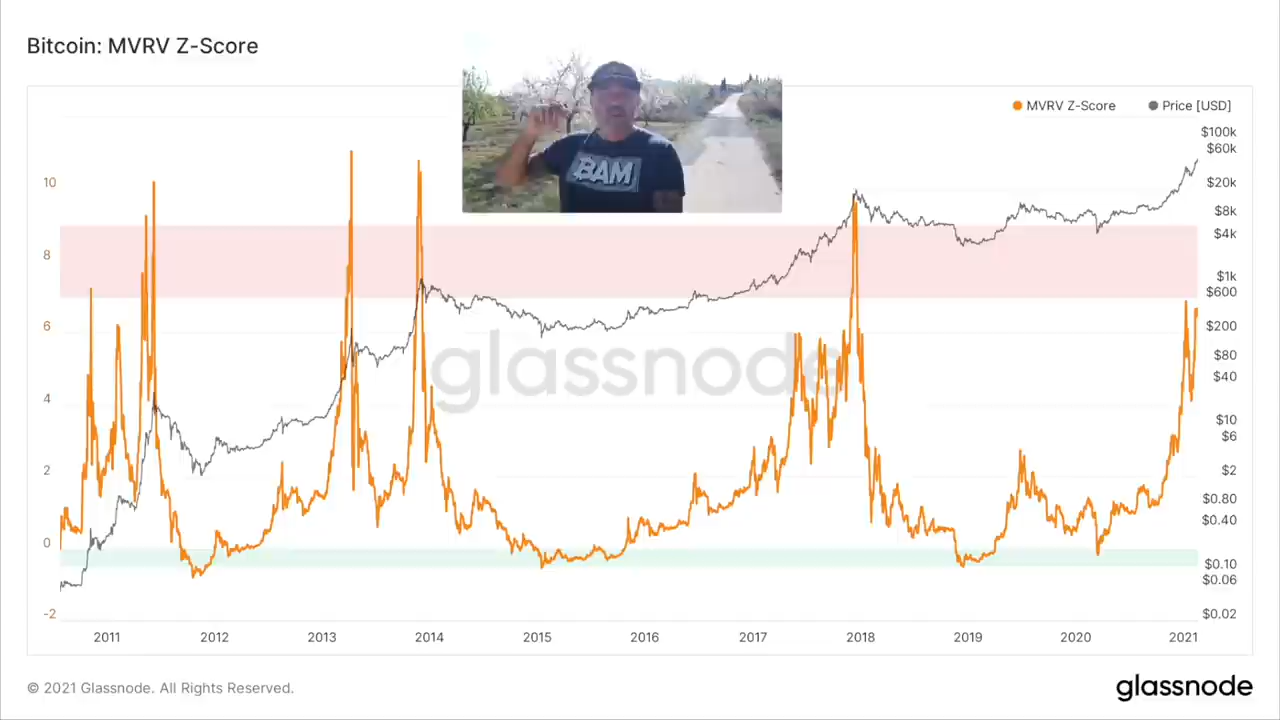 Bitcoin: MVRV Z-Score
BAM
MVRV Z-Score
Price [USD]
10
8
6
4
2
0
-2
$100k
$60k
$20k
$8k
$4k
$1k
$600
$200
$80
$40
$10
$6
$2
$0.80
$0.40
$0.10
$0.06
$0.02
glassnode
2011 2012 2013 2014 2015 2016 2017 2018 2019 2020 2021
© 2021 Glassnode. All Rights Reserved.
glassnode